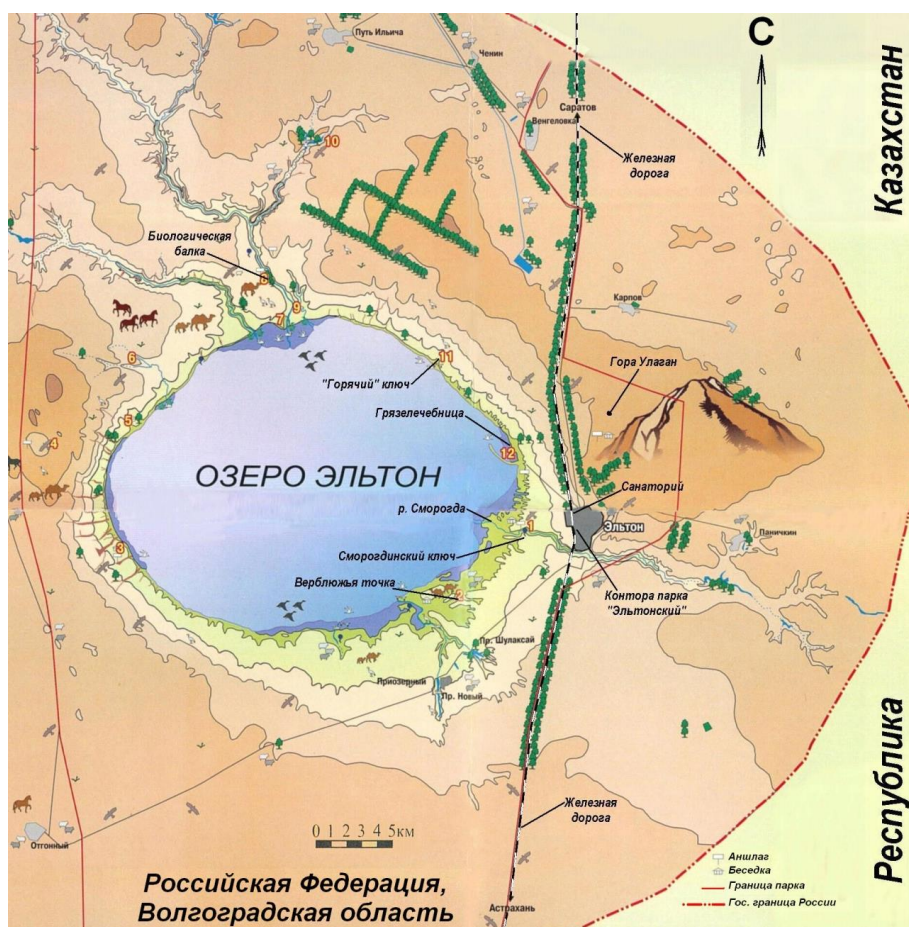 С
Казахстан
Путь Ильича
Ченин
Саратов
Венгеловка
Железная
дорога
10
Биологическая
балка
8
9
7
Карпов
6
11
"Горячий" ключ
Гора Улаган
Грязелечебница
5
4
12
ОЗЕРО ЭЛЬТОН
Санаторий
р. Сморогда
1
Эльтон
Паничкин
3
Сморогдинский ключ
Верблюжья точка
2
Контора парка
"Эльтонский"
Пр. Шулаксай
Приозерный
Пр. Новый
Республика
Железная
дорога
0 1 2 3 4 5км
Отгонный
Аншлаг
Беседка
Граница парка
Гос. граница России
Российская Федерация,
Волгоградская область
Астрахань